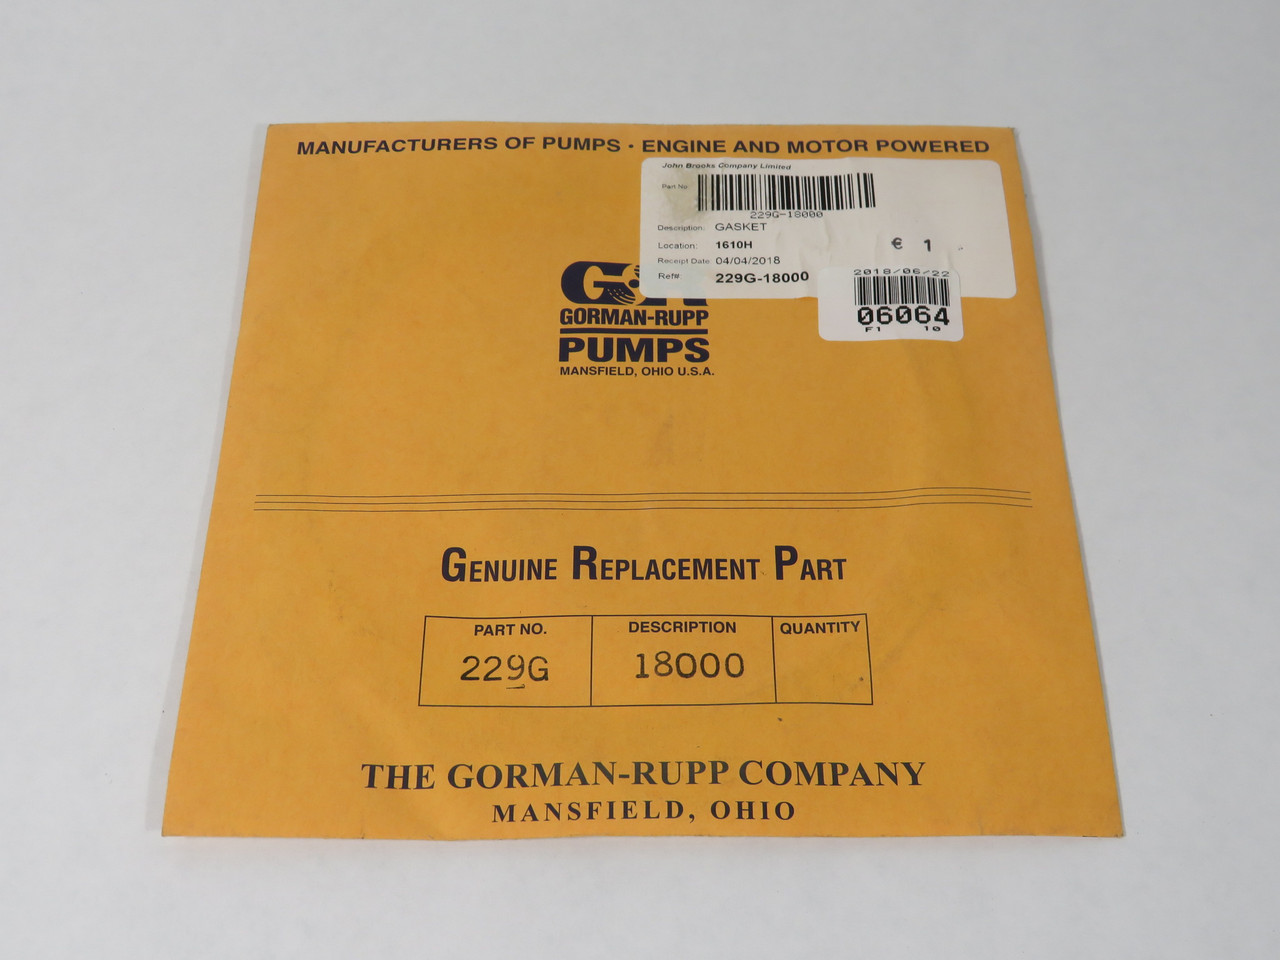 MANUFACTURERS OF PUMPS · ENGINE AND MOTOR POWERED
John Brooks Company Limited
Part No
229G-18000
Description: GASKET
Location: 1610H
€ 1
Receipt Date: 04/04/2018
Ref#: 229G-18000
2018/06/22
06064
F1 10
GORMAN-RUPP
PUMPS
MANSFIELD, OHIO U.S.A.
GENUINE REPLACEMENT PART
PART NO. DESCRIPTION QUANTITY
229G 18000
THE GORMAN-RUPP COMPANY
MANSFIELD, OHIO